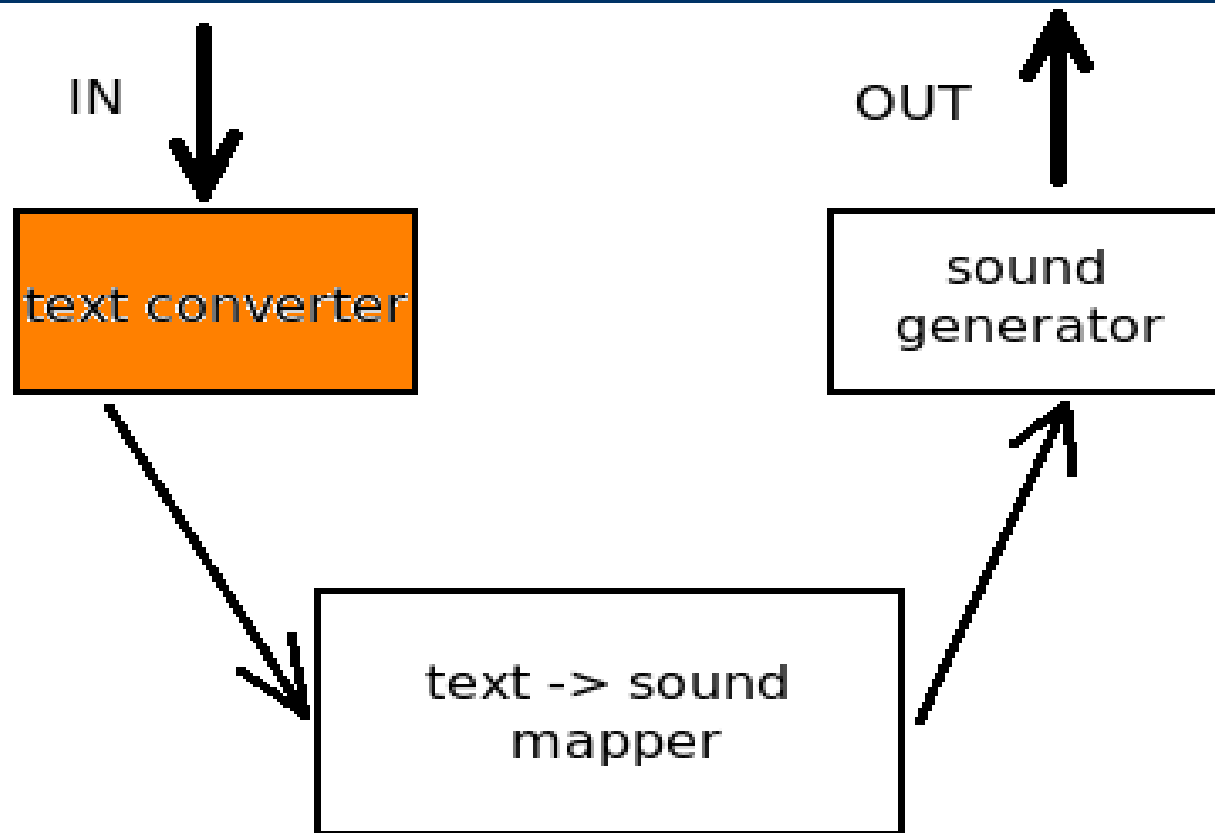 IN
OUT
text converter
sound
generator
text -> sound
mapper